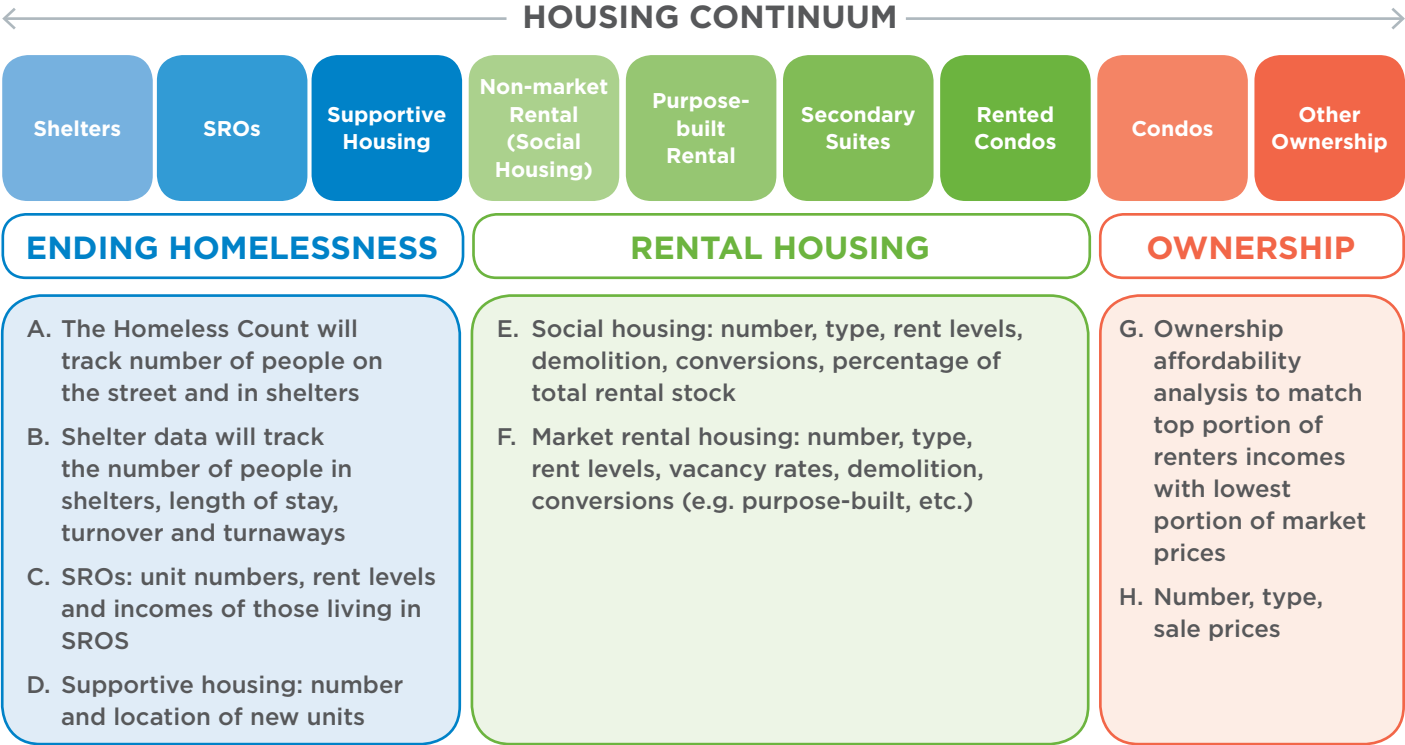 HOUSING CONTINUUM
Shelters
SROs
Supportive
Housing
Non-market
Rental
(Social
Housing)
Purpose-
built
Rental
Secondary
Suites
Rented
Condos
Condos
Other
Ownership
ENDING HOMELESSNESS
RENTAL HOUSING
OWNERSHIP
A. The Homeless Count will
track number of people on
the street and in shelters
B. Shelter data will track
the number of people in
shelters, length of stay,
turnover and turnaways
C. SROs: unit numbers, rent levels
and incomes of those living in
SROS
D. Supportive housing: number
and location of new units
E. Social housing: number, type, rent levels,
demolition, conversions, percentage of
total rental stock
F. Market rental housing: number, type,
rent levels, vacancy rates, demolition,
conversions (e.g. purpose-built, etc.)
G. Ownership
affordability
analysis to match
top portion of
renters incomes
with lowest
portion of market
prices
H. Number, type,
sale prices